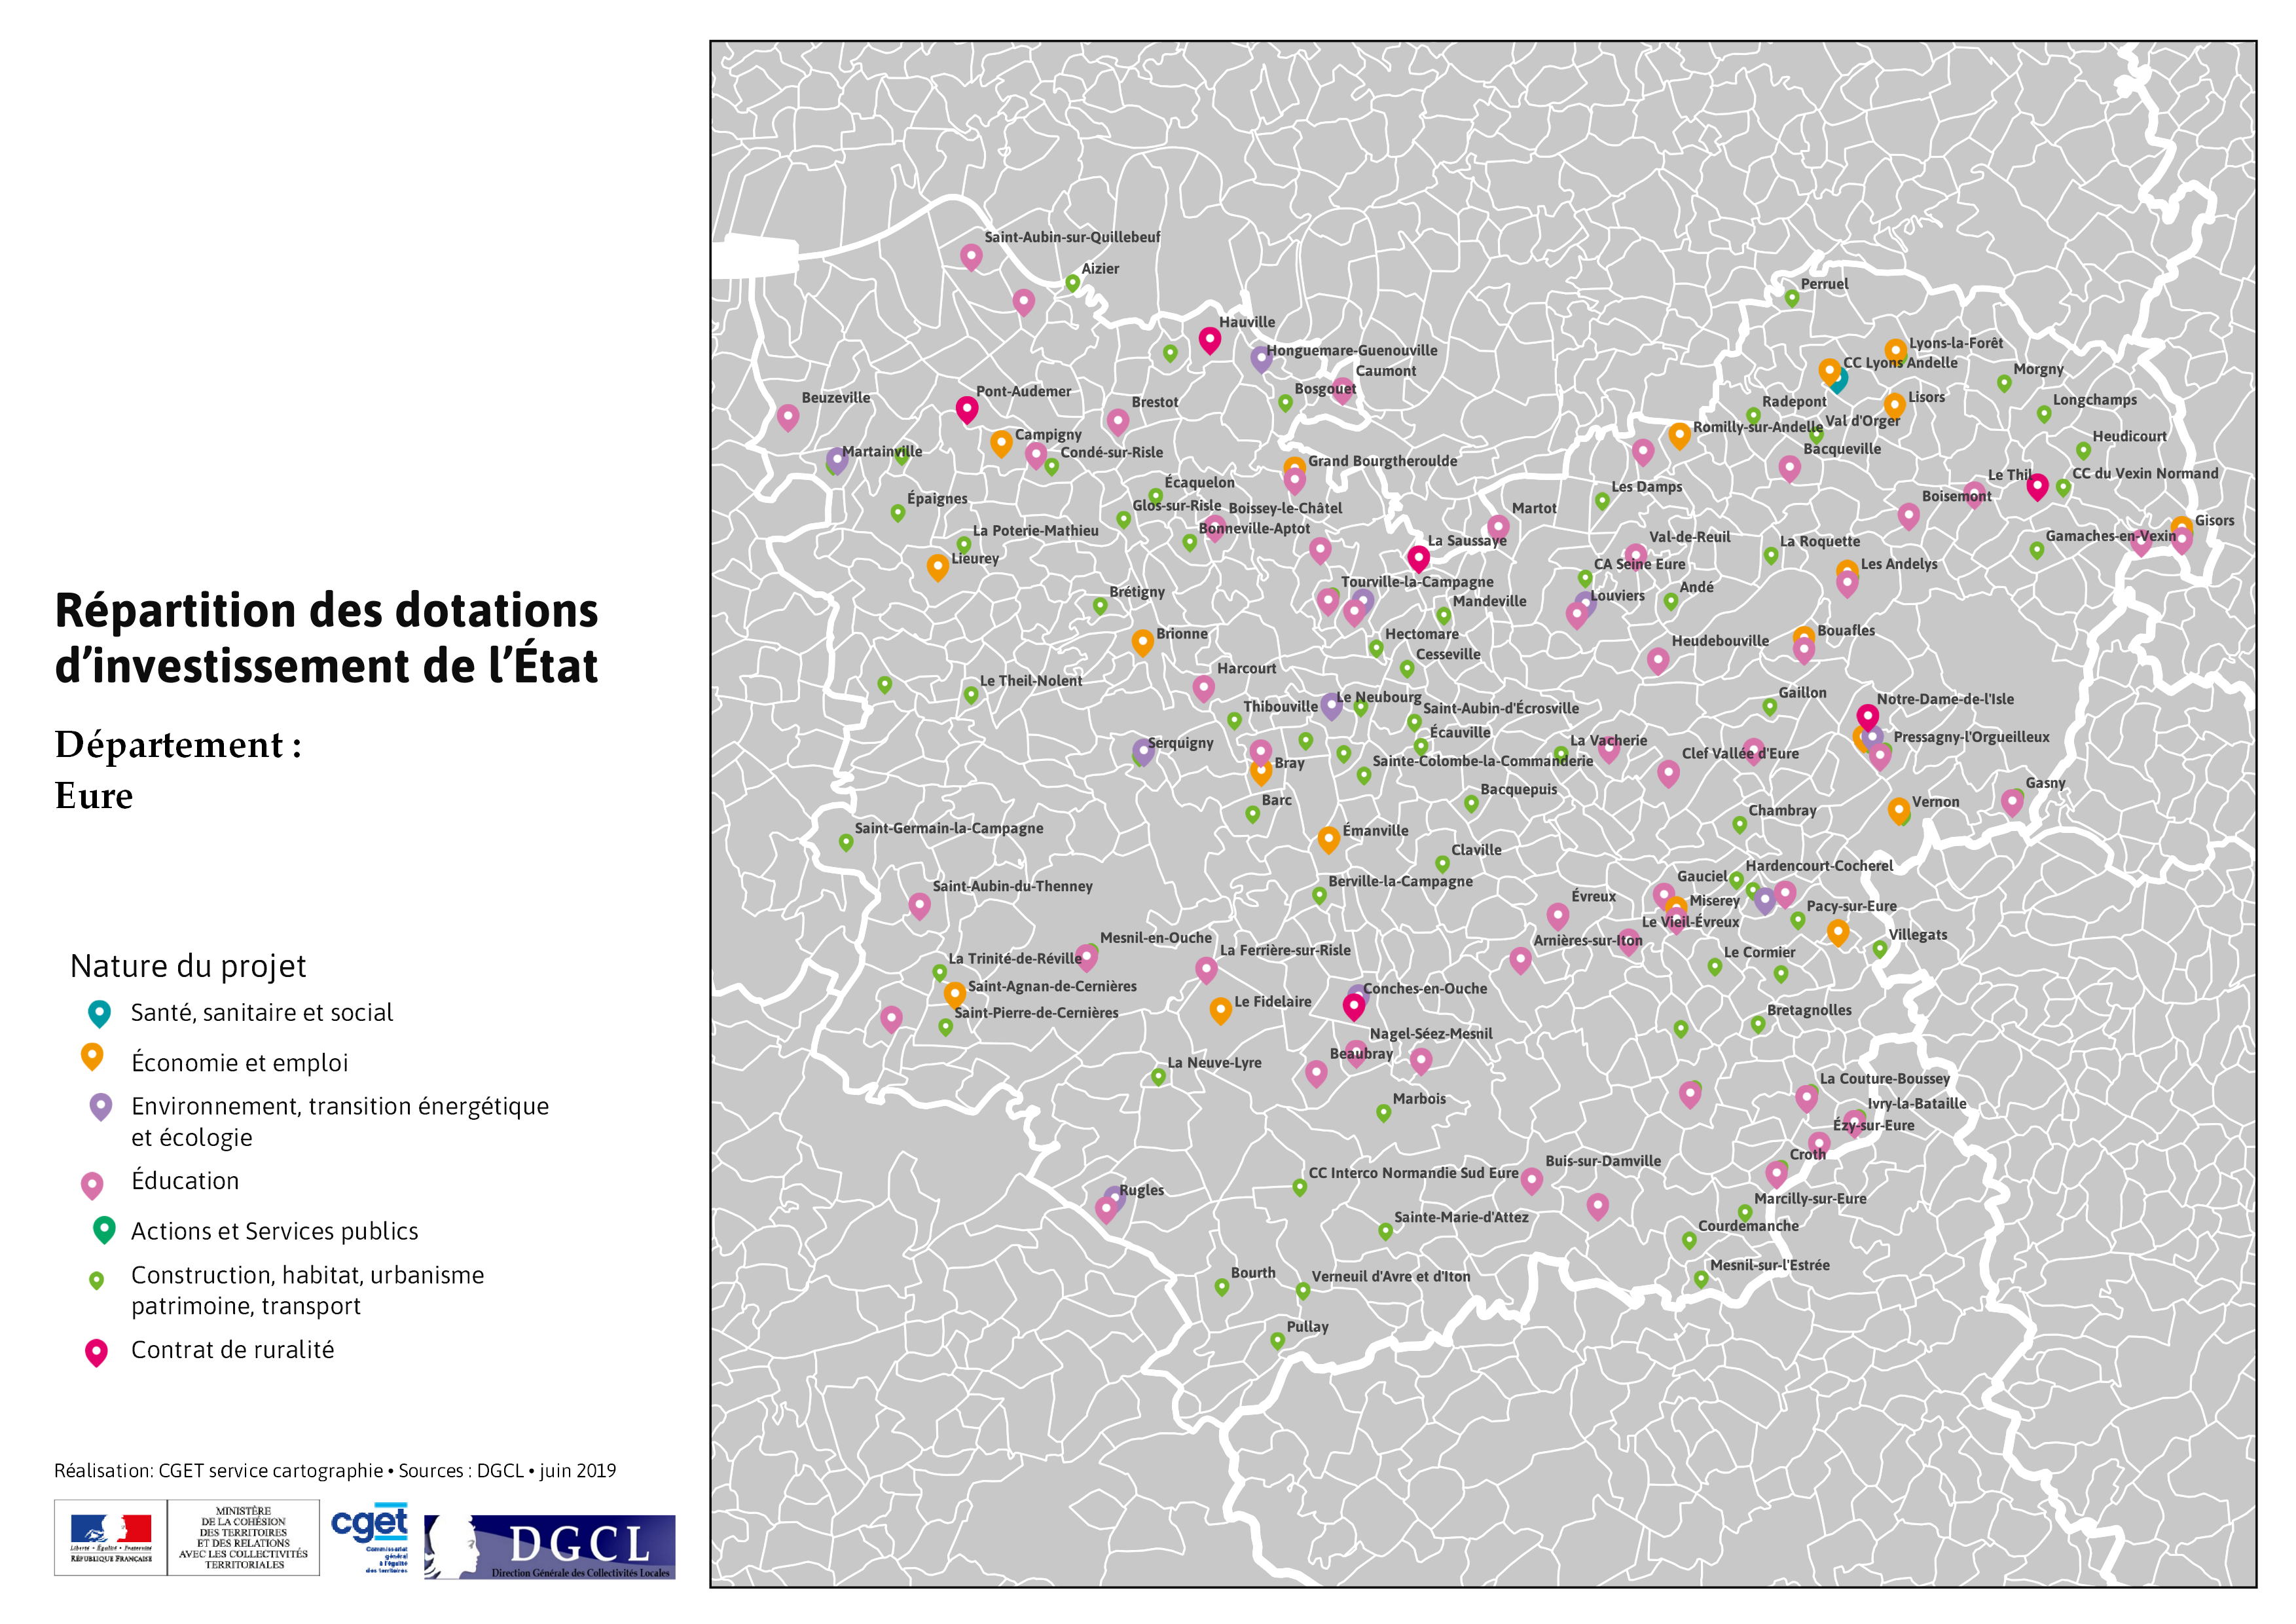 Répartition des dotations
d'investissement de l'État
Département :
Eure
Nature du projet
Santé, sanitaire et social
Économie et emploi
Environnement, transition énergétique
et écologie
Éducation
Actions et Services publics
Construction, habitat, urbanisme
patrimoine, transport
Contrat de ruralité
Réalisation: CGET service cartographie • Sources : DGCL • juin 2019
Liberté • Égalité • Fraternité
RÉPUBLIQUE FRANÇAISE
MINISTÈRE
DE LA COHÉSION
DES TERRITOIRES
ET DES RELATIONS
AVEC LES COLLECTIVITÉS
TERRITORIALES
cget
Commissariat
général
à l'égalité
des territoires
DGCL
Direction Générale des Collectivités Locales
Saint-Aubin-sur-Quillebeuf
Aizier
Perruel
Hauville
Honguemare-Guenouville
Lyons-la-Forêt
CC Lyons Andelle
Caumont
Morgny
Bosgouet
Pont-Audemer
Beuzeville
Brestot
Radepont
Lisors
Longchamps
Val d'Orger
Romilly-sur-Andelle
Campigny
Heudicourt
Martainville
Condé-sur-Risle
Bacqueville
Grand Bourgtheroulde
Le Thil
CC du Vexin Normand
Écaquelon
Les Damps
Boisemont
Épaignes
Glos-sur-Risle
Boissey-le-Châtel
Martot
Gisors
La Poterie-Mathieu
Bonneville-Aptot
La Saussaye
Val-de-Reuil
La Roquette
Gamaches-en-Vexin
Lieurey
CA Seine Eure
Les Andelys
Tourville-la-Campagne
Brétigny
Mandeville
Louviers
Andé
Brionne
Hectomare
Heudebouville
Bouafles
Cesseville
Harcourt
Le Theil-Nolent
Gaillon
Notre-Dame-de-l'Isle
Thibouville
Le Neubourg
Saint-Aubin-d'Écrosville
Écauville
Serquigny
La Vacherie
Pressagny-l'Orgueilleux
Clef Vallée d'Eure
Bray
Sainte-Colombe-la-Commanderie
Gasny
Bacquepuis
Barc
Chambray
Vernon
Saint-Germain-la-Campagne
Émanville
Claville
Hardencourt-Cocherel
Gauciel
Berville-la-Campagne
Saint-Aubin-du-Thenney
Évreux
Miserey
Pacy-sur-Eure
Le Vieil-Évreux
Mesnil-en-Ouche
Arnières-sur-Iton
Villegats
La Ferrière-sur-Risle
La Trinité-de-Réville
Le Cormier
Saint-Agnan-de-Cernières
Conches-en-Ouche
Le Fidelaire
Saint-Pierre-de-Cernières
Bretagnolles
Nagel-Séez-Mesnil
Beaubray
La Neuve-Lyre
La Couture-Boussey
Marbois
Ivry-la-Bataille
Ézy-sur-Eure
Croth
Buis-sur-Damville
CC Interco Normandie Sud Eure
Rugles
Marcilly-sur-Eure
Sainte-Marie-d'Attez
Courdemanche
Mesnil-sur-l'Estrée
Bourth
Verneuil d'Avre et d'Iton
Pullay